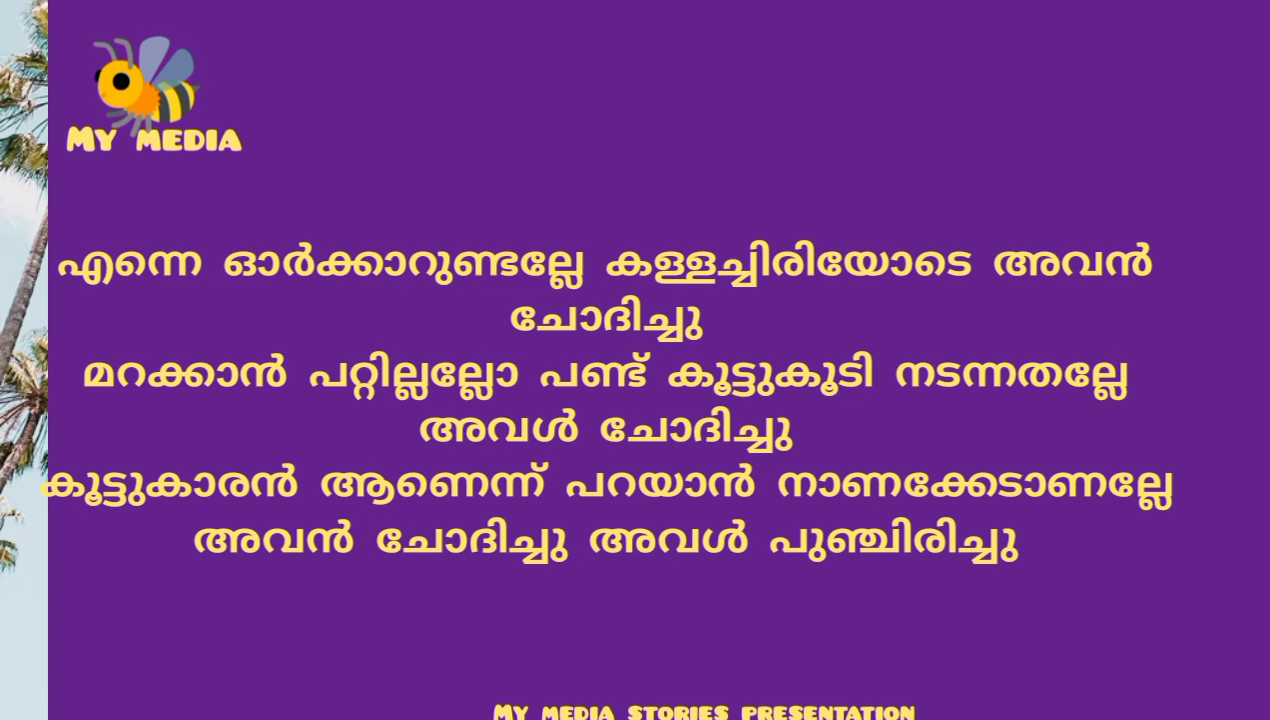 My media
എന്നെ ഓർക്കാറുണ്ടല്ലേ കള്ളച്ചിരിയോടെ അവൻ
ചോദിച്ചു
മറക്കാൻ പറ്റില്ലല്ലോ പണ്ട് കൂട്ടുകൂടി നടന്നതല്ലേ
അവൾ ചോദിച്ചു
കൂട്ടുകാരൻ ആണെന്ന് പറയാൻ നാണക്കേടാണല്ലേ
അവൻ ചോദിച്ചു അവൾ പുഞ്ചിരിച്ചു
My media stories presentation